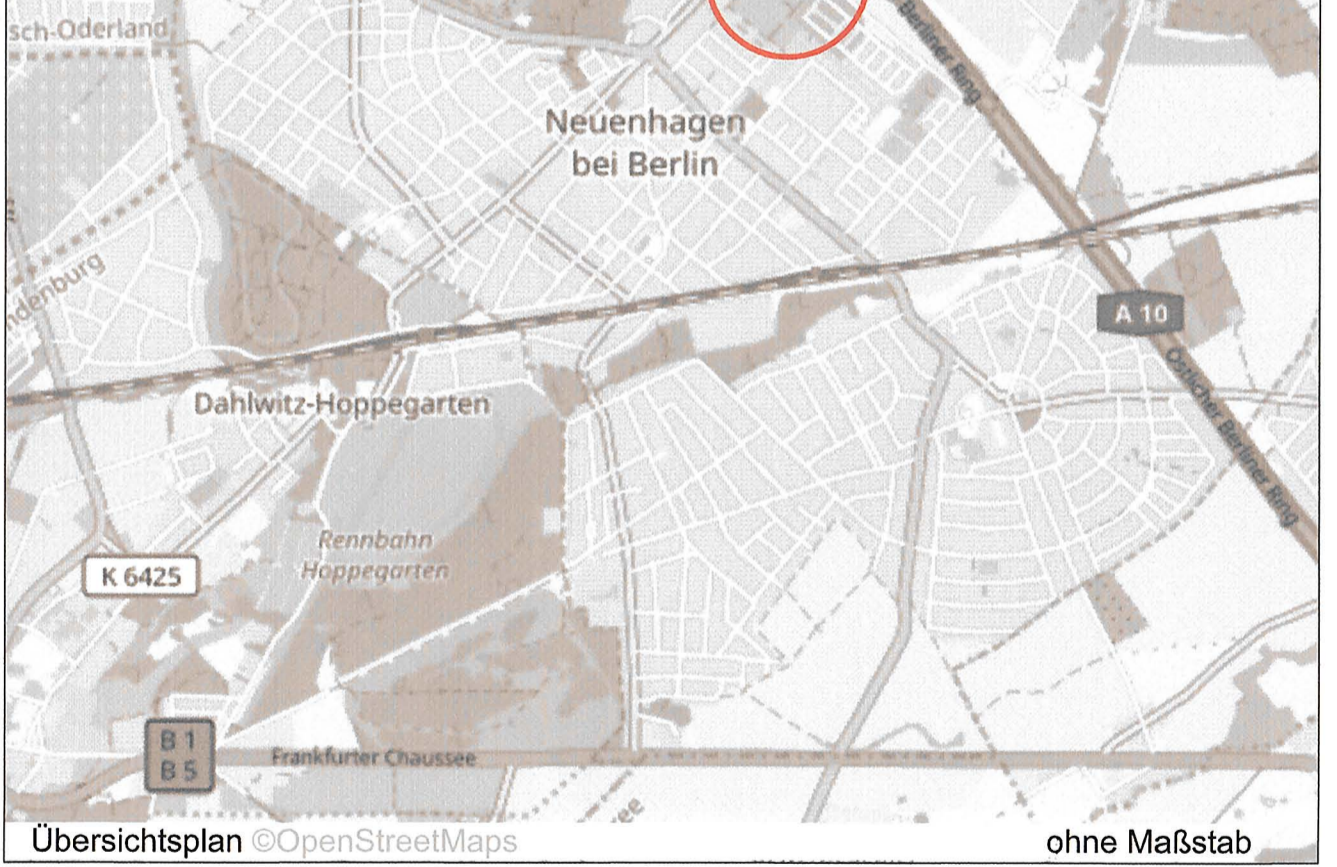 sch-Oderland
Berliner Ring
Neuenhagen
bei Berlin
ndenburg
A 10
Östlicher Berliner Ring
Dahlwitz-Hoppegarten
Rennbahn
Hoppegarten
K 6425
B 1
B 5
Frankfurter Chaussee
ee
Übersichtsplan ©OpenStreetMaps
ohne Maßstab